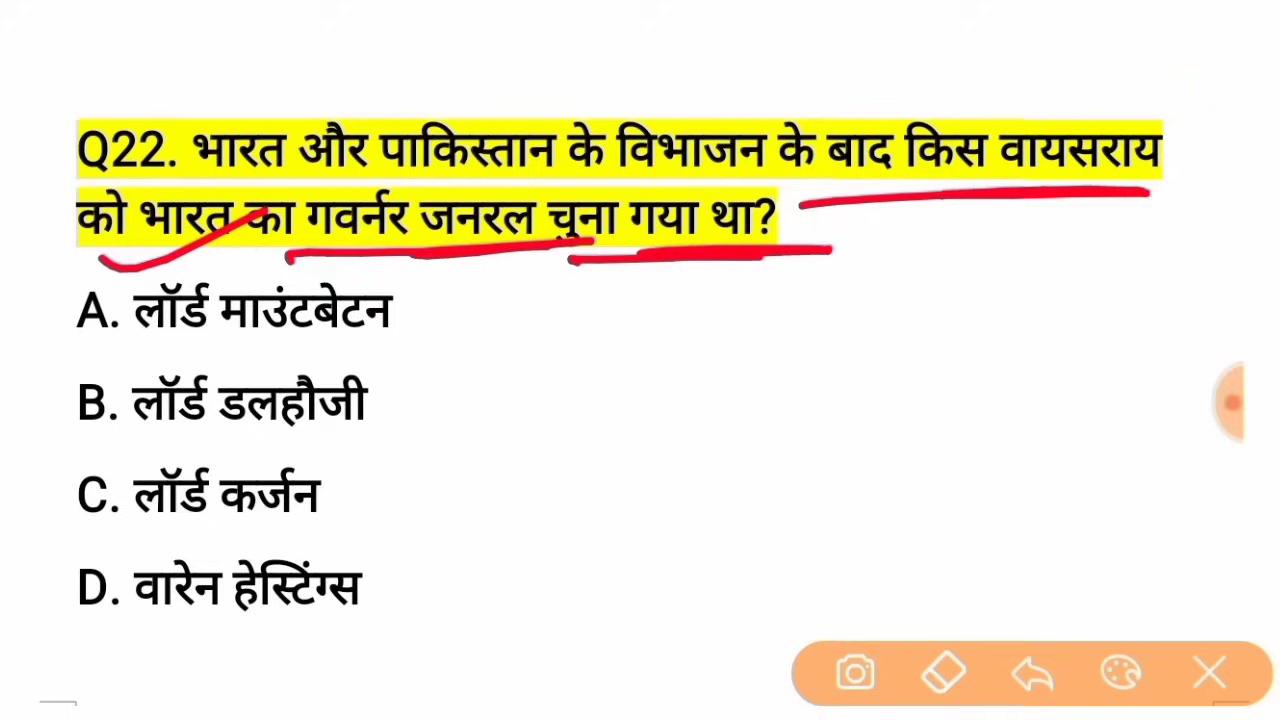 Q22. भारत और पाकिस्तान के विभाजन के बाद किस वायसराय
को भारत का गवर्नर जनरल चुना गया था?
A. लॉर्ड माउंटबेटन
B. लॉर्ड डलहौजी
C. लॉर्ड कर्जन
D. वारेन हेस्टिंग्स